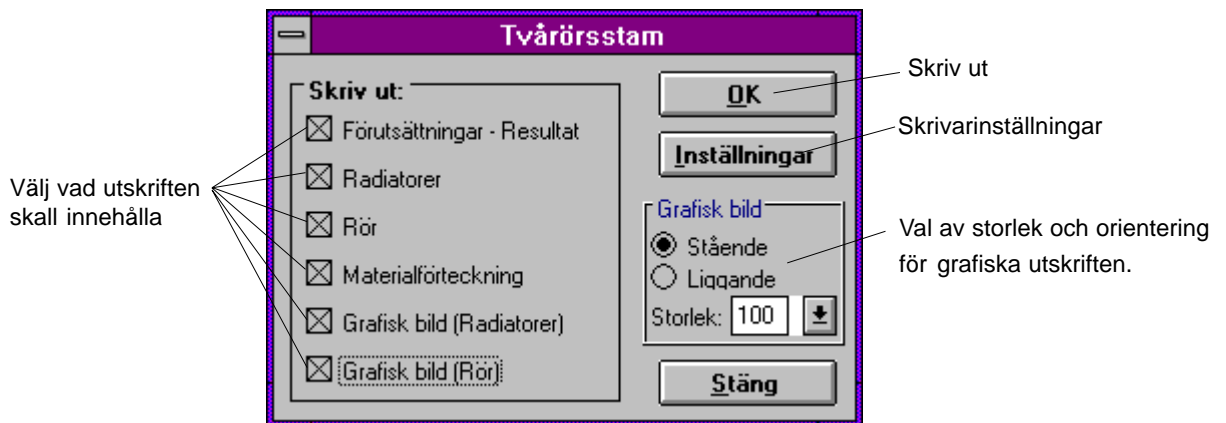 Tvårörsstam
Skriv ut:
Förutsättningar - Resultat
Radiatorer
Rör
Materialförteckning
Grafisk bild (Radiatorer)
Grafisk bild (Rör)
OK
Inställningar
Grafisk bild
Stående
Liggande
Storlek: 100
Stäng
Välj vad utskriften
skall innehålla
Skriv ut
Skrivarinställningar
Val av storlek och orientering
för grafiska utskriften.